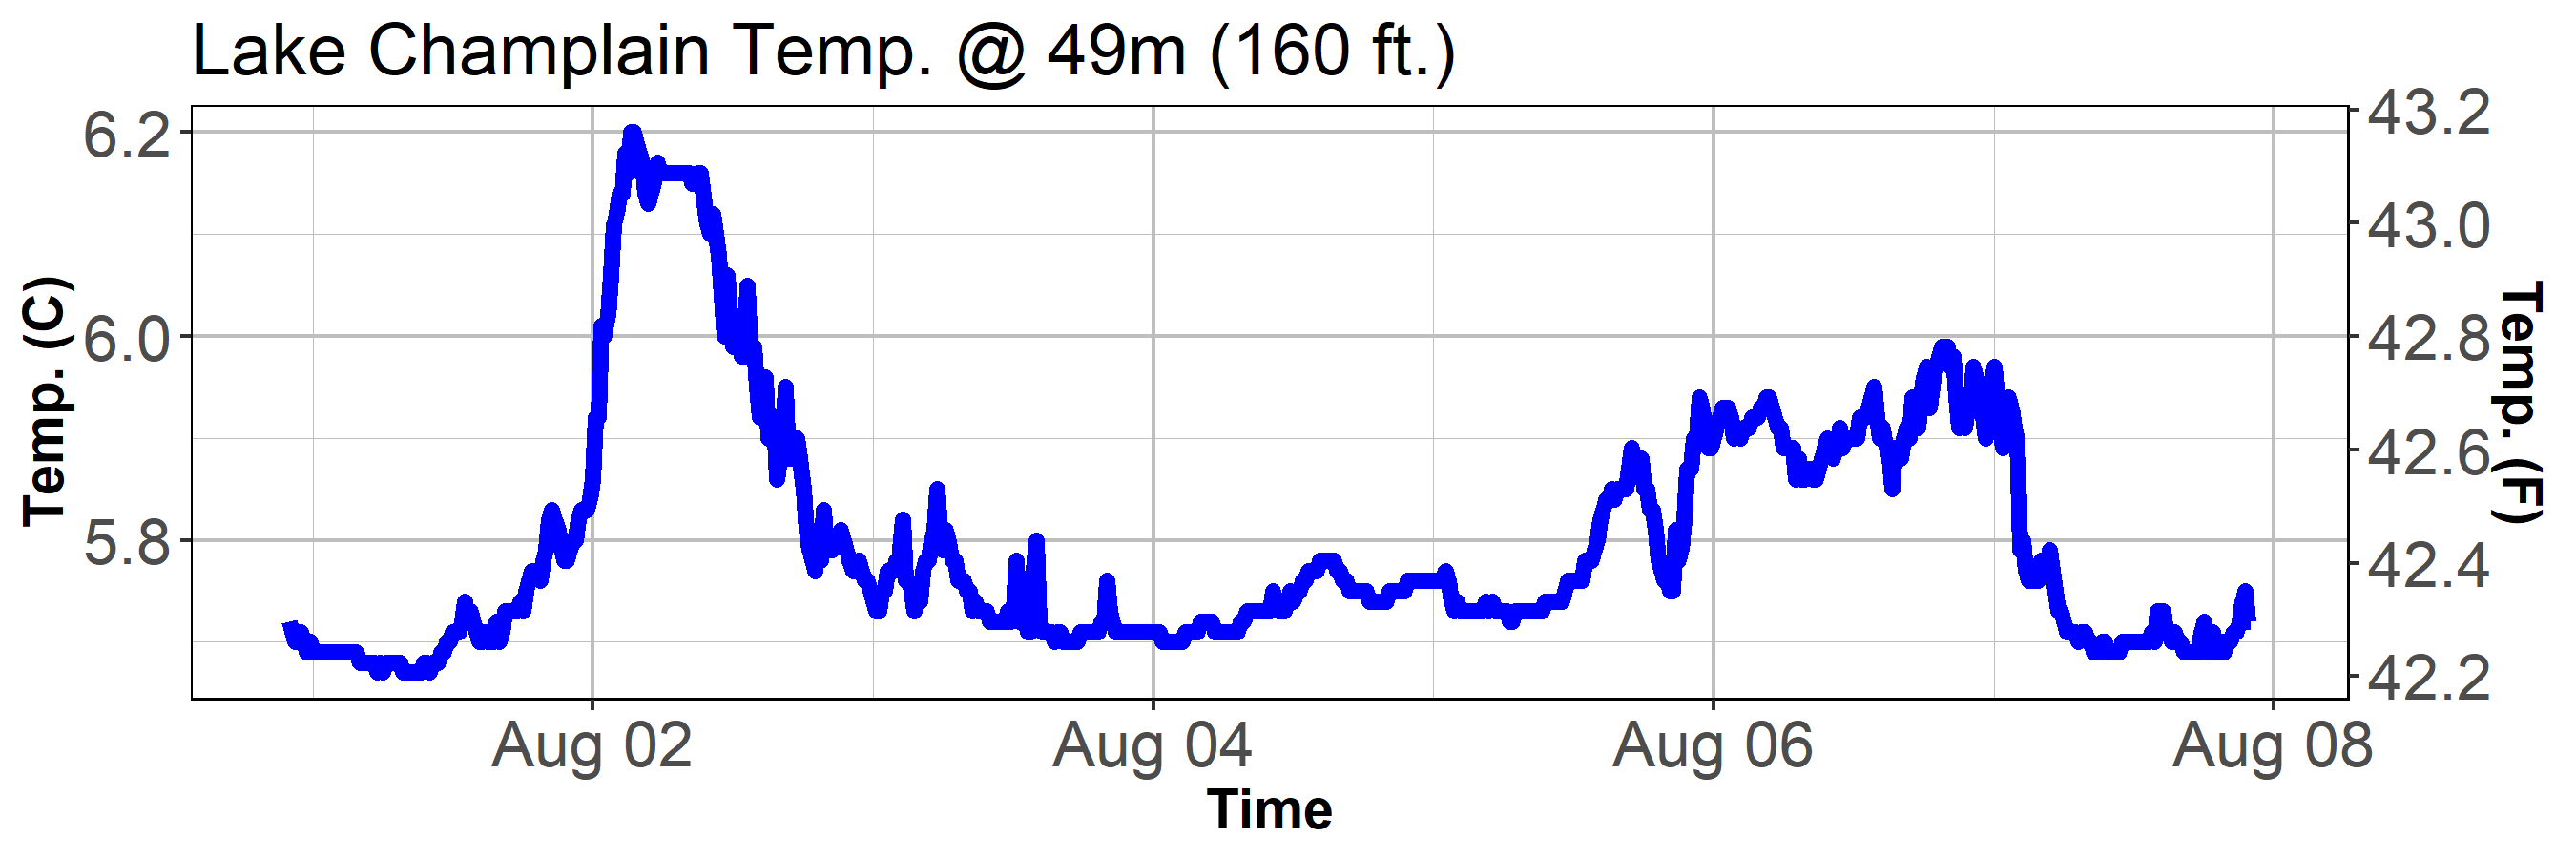 Lake Champlain Temp. @ 49m (160 ft.)
6.2
6.0
5.8
Temp. (C)
43.2
43.0
42.8
42.6
42.4
42.2
Temp. (F)
Aug 02 Aug 04 Aug 06 Aug 08
Time